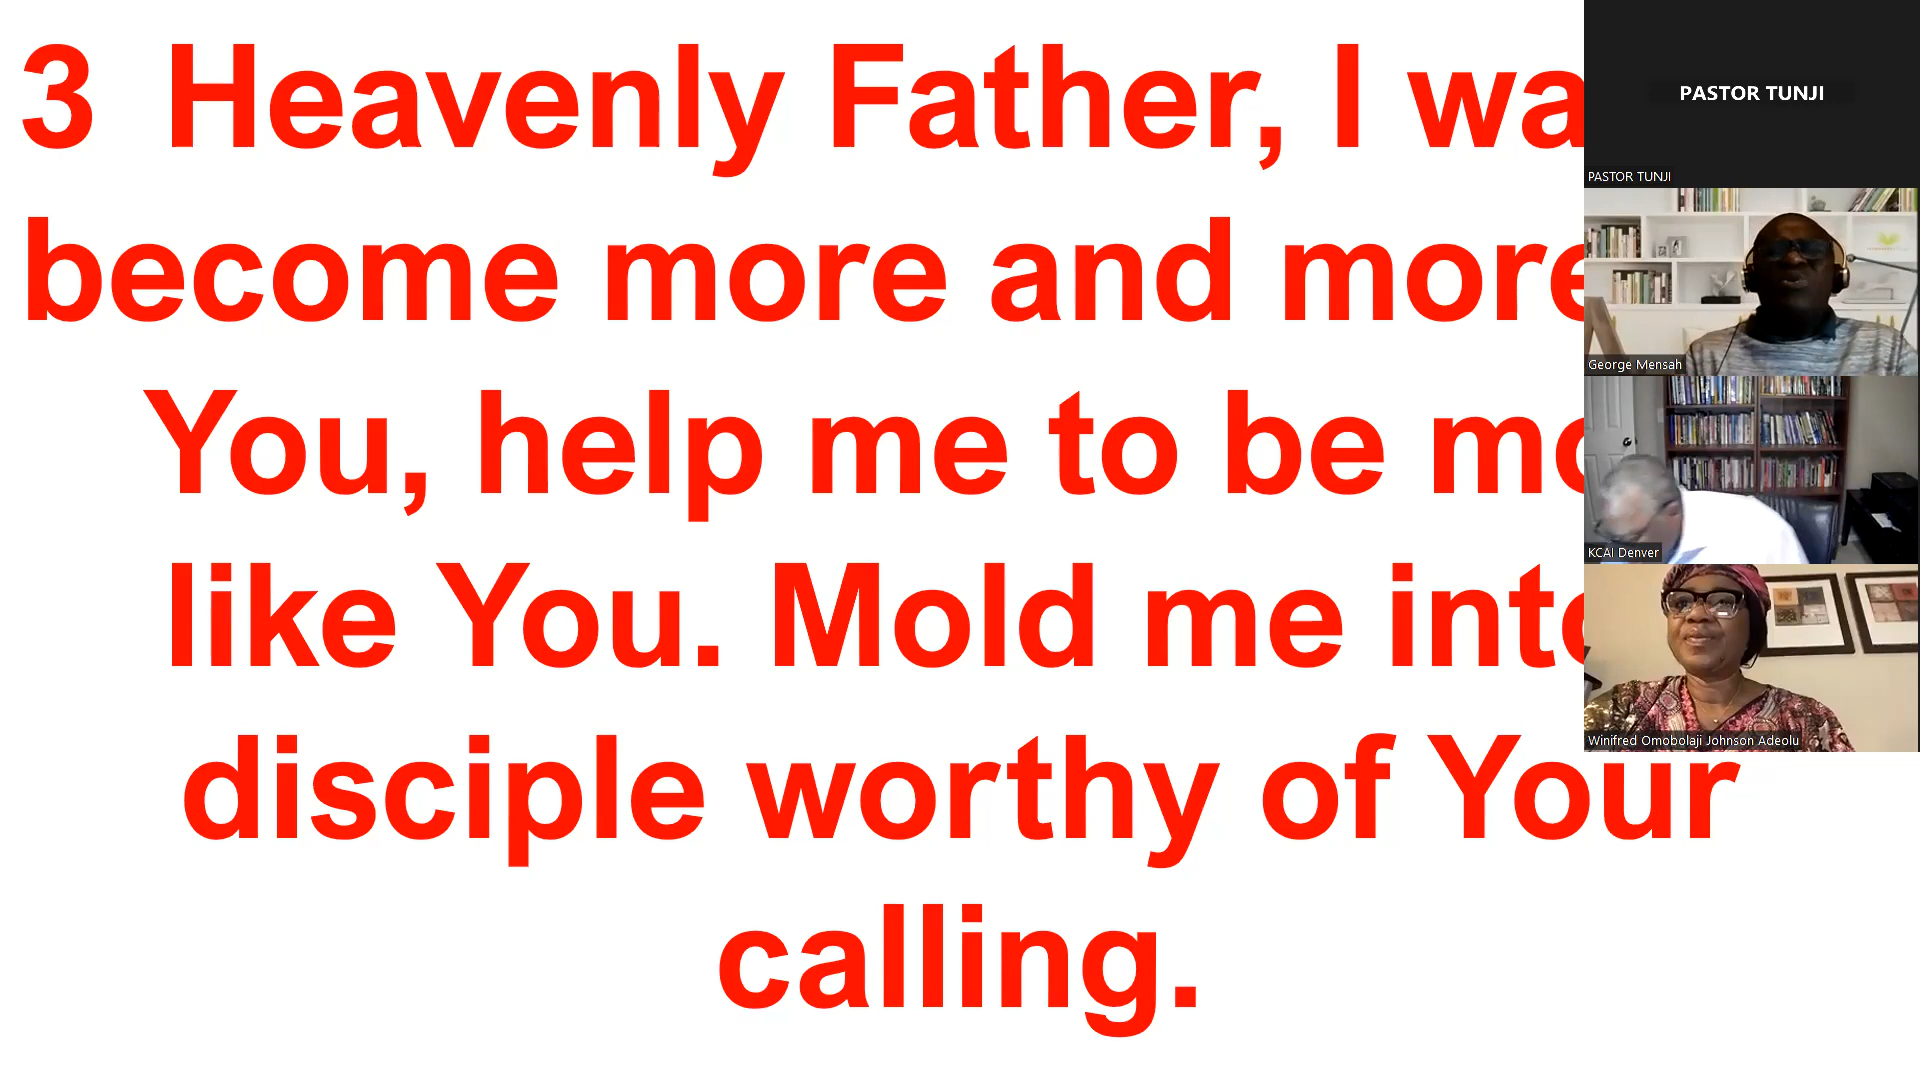 3 Heavenly Father, I wa
become more and more
You, help me to be mo
like You. Mold me into
disciple worthy of Your
calling.
PASTOR TUNJI
PASTOR TUNJI
George Mensah
KCAI Denver
Winifred Omobolaji Johnson Adeolu